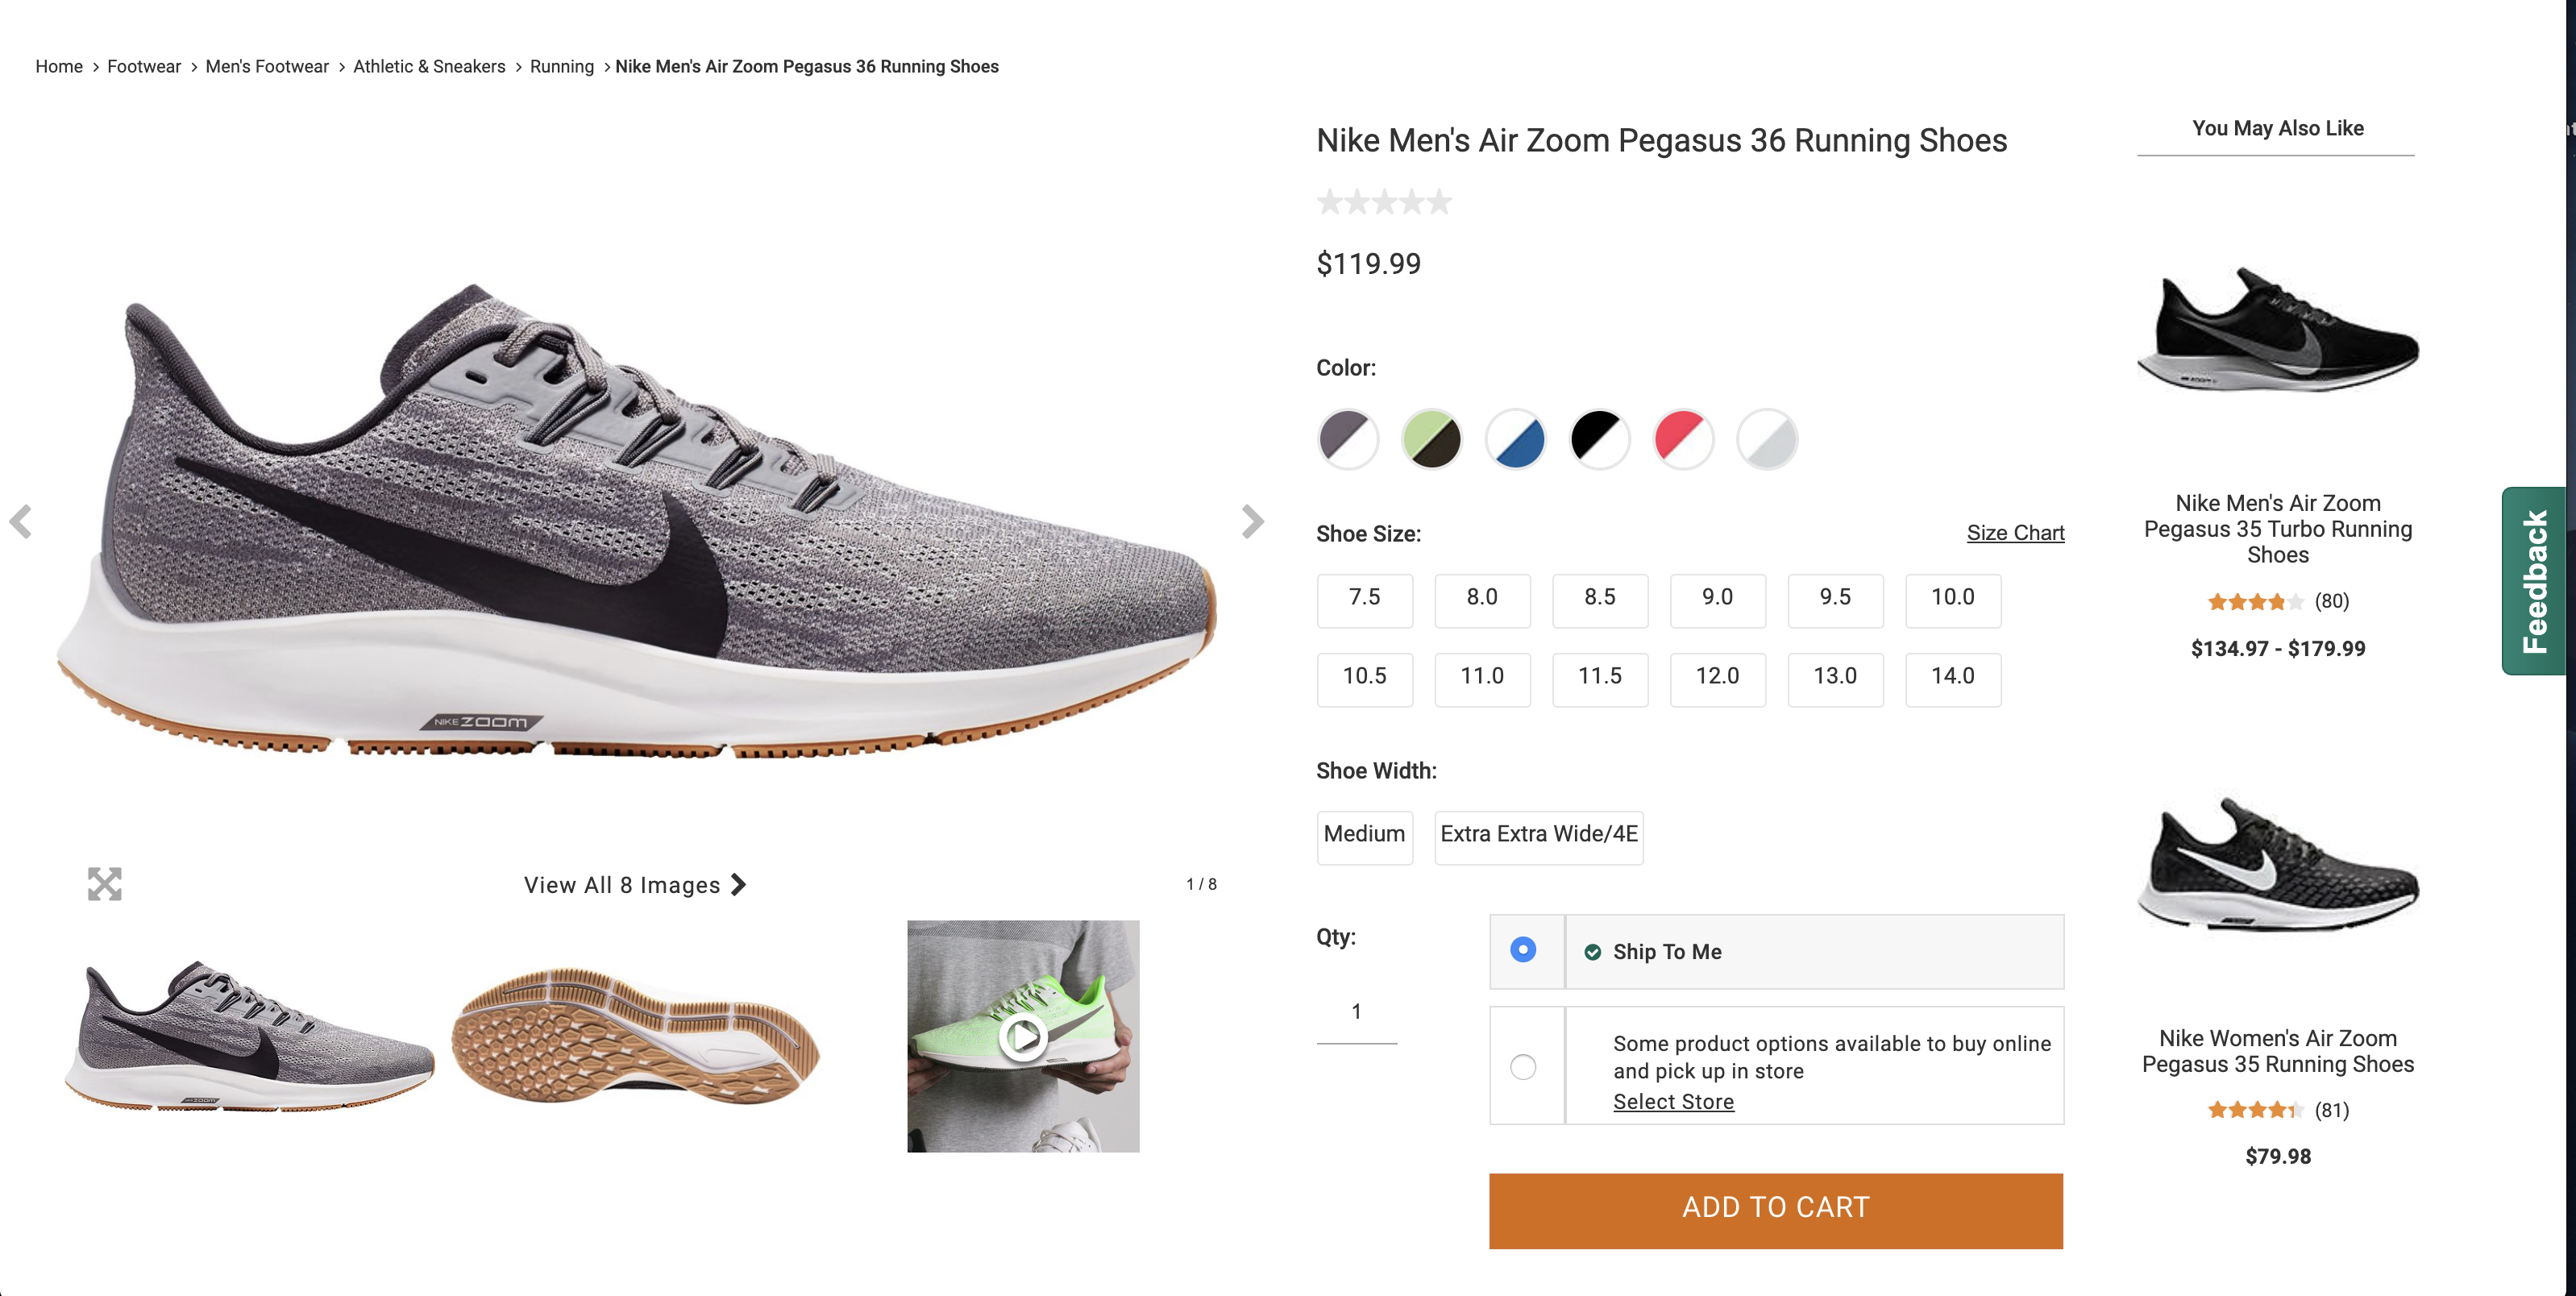 Home > Footwear > Men's Footwear > Athletic & Sneakers > Running > Nike Men's Air Zoom Pegasus 36 Running Shoes
NIKE ZOOM
View All 8 Images
1 / 8
Nike Men's Air Zoom Pegasus 36 Running Shoes
$119.99
Color:
Shoe Size:
Size Chart
7.5 8.0 8.5 9.0 9.5 10.0
10.5 11.0 11.5 12.0 13.0 14.0
Shoe Width:
Medium Extra Extra Wide/4E
Qty:
1
Ship To Me
Some product options available to buy online
and pick up in store
Select Store
ADD TO CART
You May Also Like
Nike Men's Air Zoom
Pegasus 35 Turbo Running
Shoes
(80)
$134.97 - $179.99
Nike Women's Air Zoom
Pegasus 35 Running Shoes
(81)
$79.98
Feedback